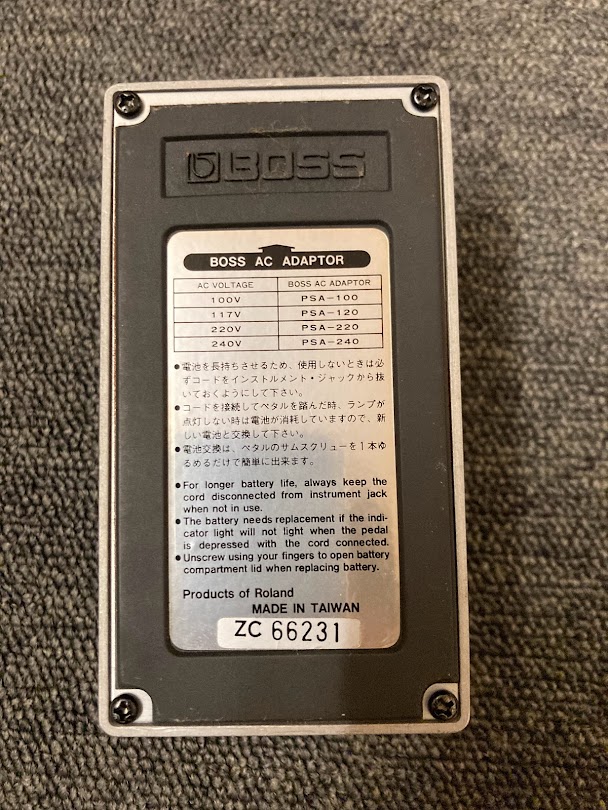 BOSS
BOSS AC ADAPTOR
AC VOLTAGE BOSS AC ADAPTOR
100V PSA-100
117V PSA-120
220V PSA-220
240V PSA-240
●電池を長持ちさせるため、使用しないときは必
ずコードをインストルメント・ジャックから抜
いておくようにして下さい。
●コードを接続してペタルを踏んだ時、ランプが
点灯しない時は電池が消耗していますので、新
しい電池と交換して下さい。
●電池交換は、ペタルのサムスクリューを1本ゆ
るめるだけで簡単に出来ます。
●For longer battery life, always keep the
cord disconnected from instrument jack
when not in use.
●The battery needs replacement if the indi-
cator light will not light when the pedal
is depressed with the cord connected.
●Unscrew using your fingers to open battery
compartment lid when replacing battery.
Products of Roland
MADE IN TAIWAN
ZC 66231